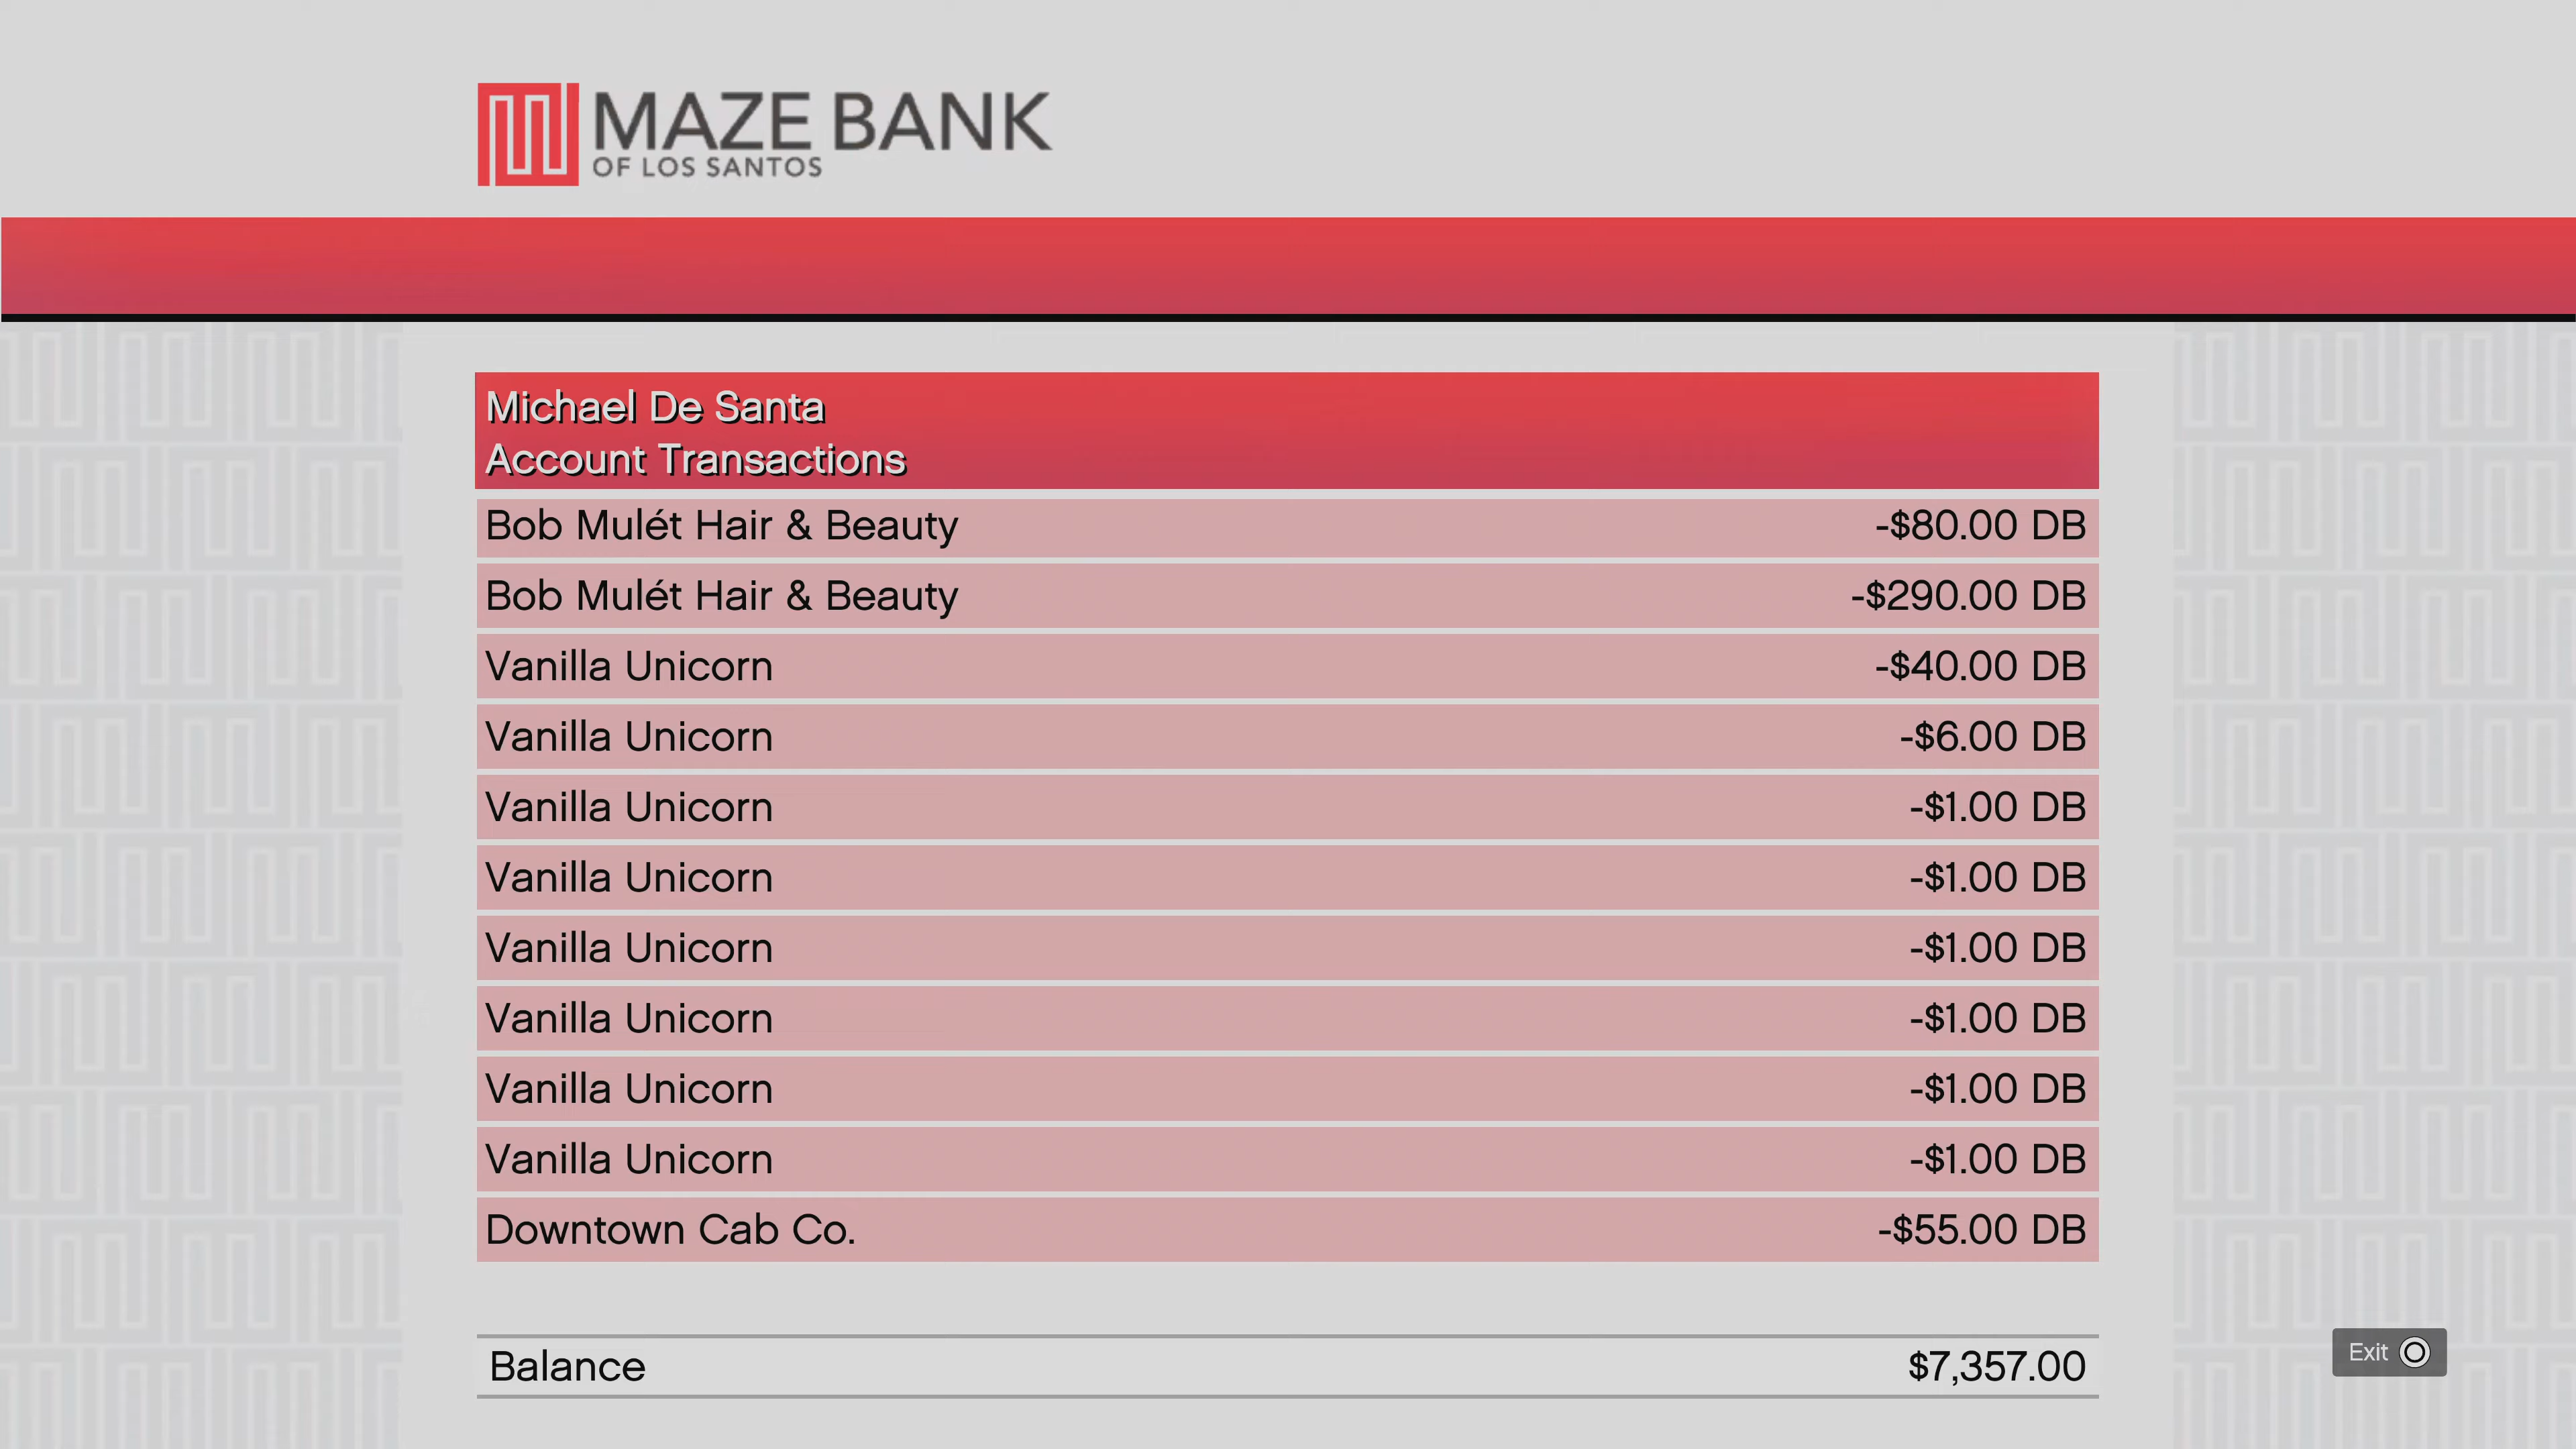 MAZE BANK
OF LOS SANTOS
Michael De Santa
Account Transactions
Bob Mulét Hair & Beauty -$80.00 DB
Bob Mulét Hair & Beauty -$290.00 DB
Vanilla Unicorn -$40.00 DB
Vanilla Unicorn -$6.00 DB
Vanilla Unicorn -$1.00 DB
Vanilla Unicorn -$1.00 DB
Vanilla Unicorn -$1.00 DB
Vanilla Unicorn -$1.00 DB
Vanilla Unicorn -$1.00 DB
Vanilla Unicorn -$1.00 DB
Downtown Cab Co. -$55.00 DB
Balance $7,357.00
Exit